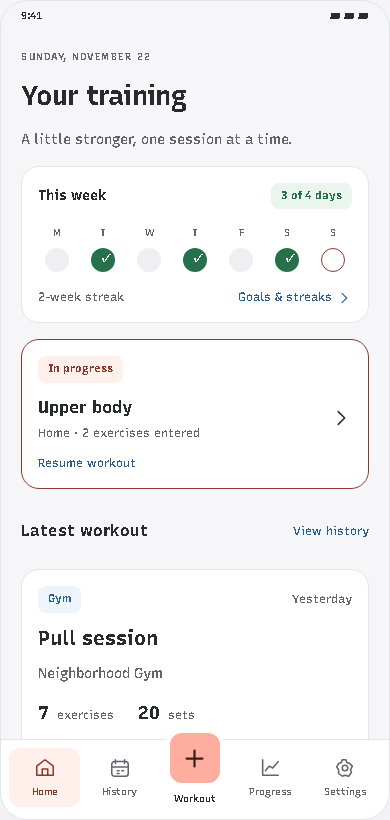 9:41
SUNDAY, NOVEMBER 22
Your training
A little stronger, one session at a time.
This week
3 of 4 days
M T W T F S S
2-week streak
Goals & streaks
In progress
Upper body
Home · 2 exercises entered
Resume workout
Latest workout
View history
Gym
Yesterday
Pull session
Neighborhood Gym
7 exercises 20 sets
Home
History
Workout
Progress
Settings